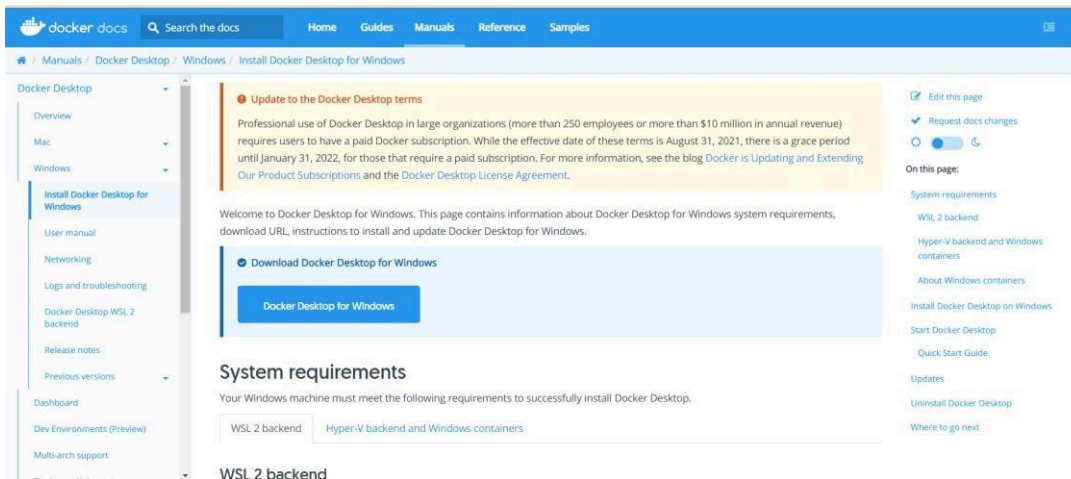 docker docs
Search the docs
Home Guides Manuals Reference Samples
/ Manuals / Docker Desktop / Windows / Install Docker Desktop for Windows
Docker Desktop
Overview
Mac
Windows
Install Docker Desktop for
Windows
User manual
Networking
Logs and troubleshooting
Docker Desktop WSL 2
backend
Release notes
Previous versions
Dashboard
Dev Environments (Preview)
Multi-arch support
Update to the Docker Desktop terms
Professional use of Docker Desktop in large organizations (more than 250 employees or more than $10 million in annual revenue)
requires users to have a paid Docker subscription. While the effective date of these terms is August 31, 2021, there is a grace period
until January 31, 2022, for those that require a paid subscription. For more information, see the blog Docker is Updating and Extending
Our Product Subscriptions and the Docker Desktop License Agreement.
Welcome to Docker Desktop for Windows. This page contains information about Docker Desktop for Windows system requirements,
download URL, instructions to install and update Docker Desktop for Windows.
Download Docker Desktop for Windows
Docker Desktop for Windows
System requirements
Your Windows machine must meet the following requirements to successfully install Docker Desktop.
WSL 2 backend Hyper-V backend and Windows containers
WSL 2 backend
Edit this page
Request docs changes
On this page:
System requirements
WSL 2 backend
Hyper-V backend and Windows
containers
About Windows containers
Install Docker Desktop on Windows
Start Docker Desktop
Quick Start Guide
Updates
Uninstall Docker Desktop
Where to go next